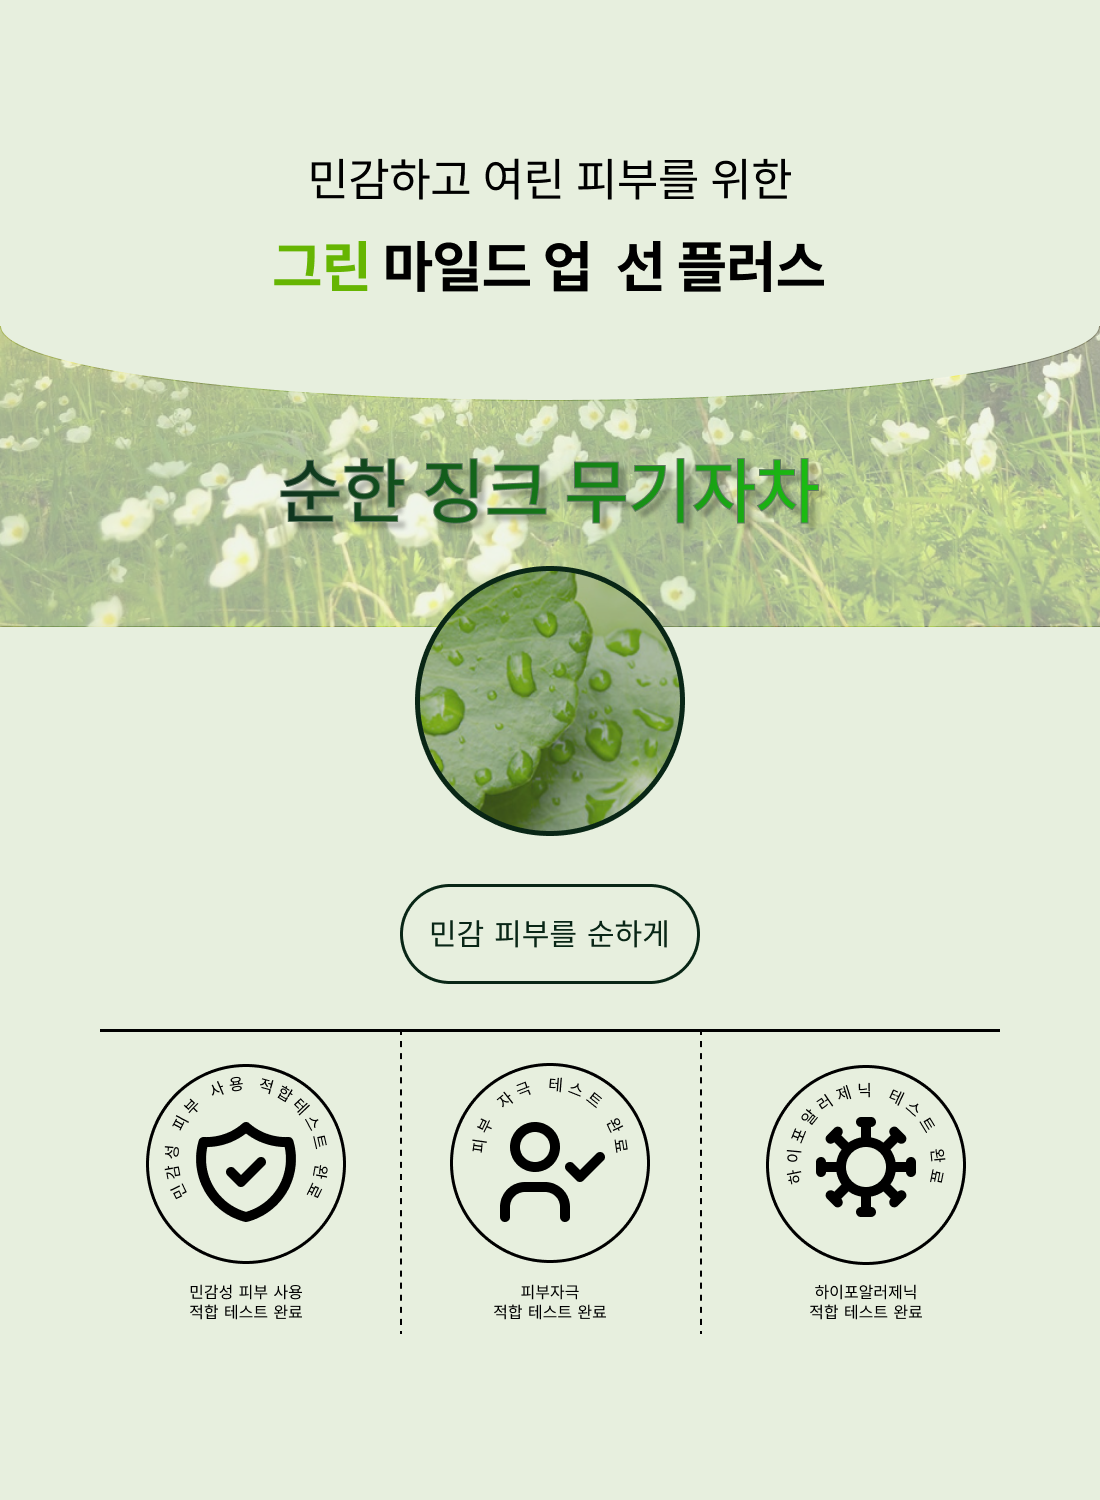 민감하고 여린 피부를 위한
그린 마일드 업 선 플러스
순한 징크 무기자차
민감 피부를 순하게
민감성 피부 사용 적합테스트 완료
피부 자극 테스트 완료
하이포알러제닉 테스트 완료
민감성 피부 사용
적합 테스트 완료
피부자극
적합 테스트 완료
하이포알러제닉
적합 테스트 완료